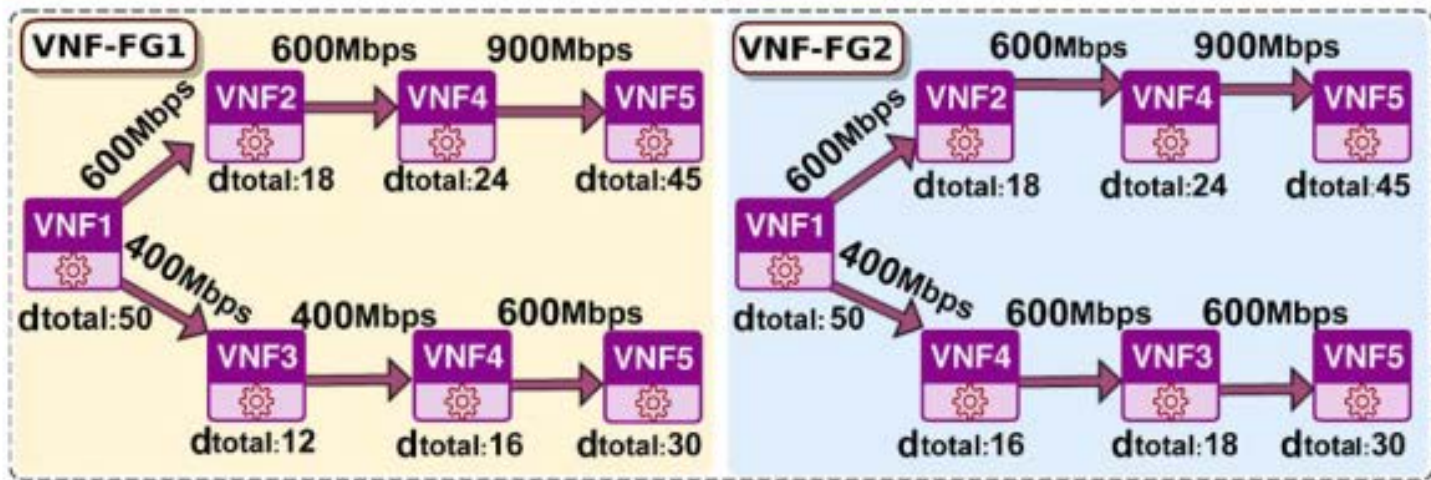 VNF-FG1
600Mbps
900Mbps
600Mbps
VNF2
VNF4
VNF5
dtotal:18
dtotal:24
dtotal:45
VNF1
dtotal:50
400Mbps
400Mbps
600Mbps
VNF3
VNF4
VNF5
dtotal:12
dtotal:16
dtotal:30
VNF-FG2
600Mbps
900Mbps
600Mbps
VNF2
VNF4
VNF5
dtotal:18
dtotal:24
dtotal:45
VNF1
dtotal:50
400Mbps
600Mbps
600Mbps
VNF4
VNF3
VNF5
dtotal:16
dtotal:18
dtotal:30